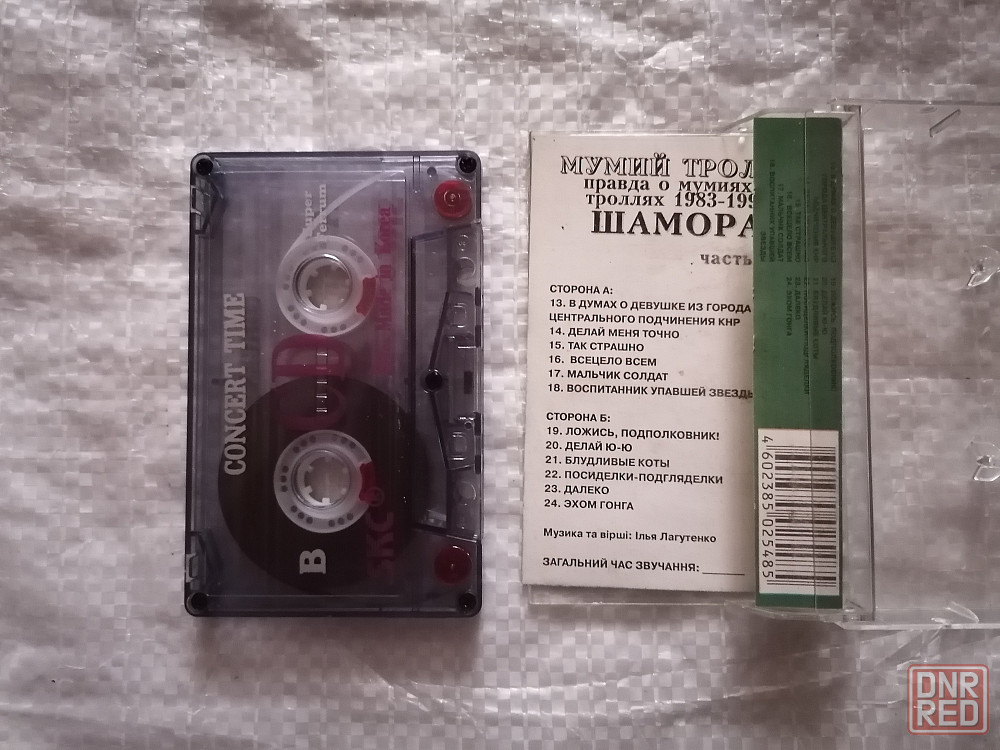 CONCERT TIME
B
Super
Ferrum
SKC
CD
МУМИЙ ТРОЛ
правда о мумиях
троллях 1983-199
ШАМОРА
часть
СТОРОНА А:
13. В ДУМАХ О ДЕВУШКЕ ИЗ ГОРОДА
ЦЕНТРАЛЬНОГО ПОДЧИНЕНИЯ КНР
14. ДЕЛАЙ МЕНЯ ТОЧНО
15. ТАК СТРАШНО
16. ВСЕЦЕЛО ВСЕМ
17. МАЛЬЧИК СОЛДАТ
18. ВОСПИТАННИК УПАВШЕЙ ЗВЕЗДЫ
СТОРОНА Б:
19. ЛОЖИСЬ, ПОДПОЛКОВНИК!
20. ДЕЛАЙ Ю-Ю
21. БЛУДЛИВЫЕ КОТЫ
22. ПОСИДЕЛКИ-ПОДГЛЯДЕЛКИ
23. ДАЛЕКО
24. ЭХОМ ГОНГА
Музика та вірші: Ілья Лагутенко
ЗАГАЛЬНИЙ ЧАС ЗВУЧАННЯ:
4602385025485
DNR
RED